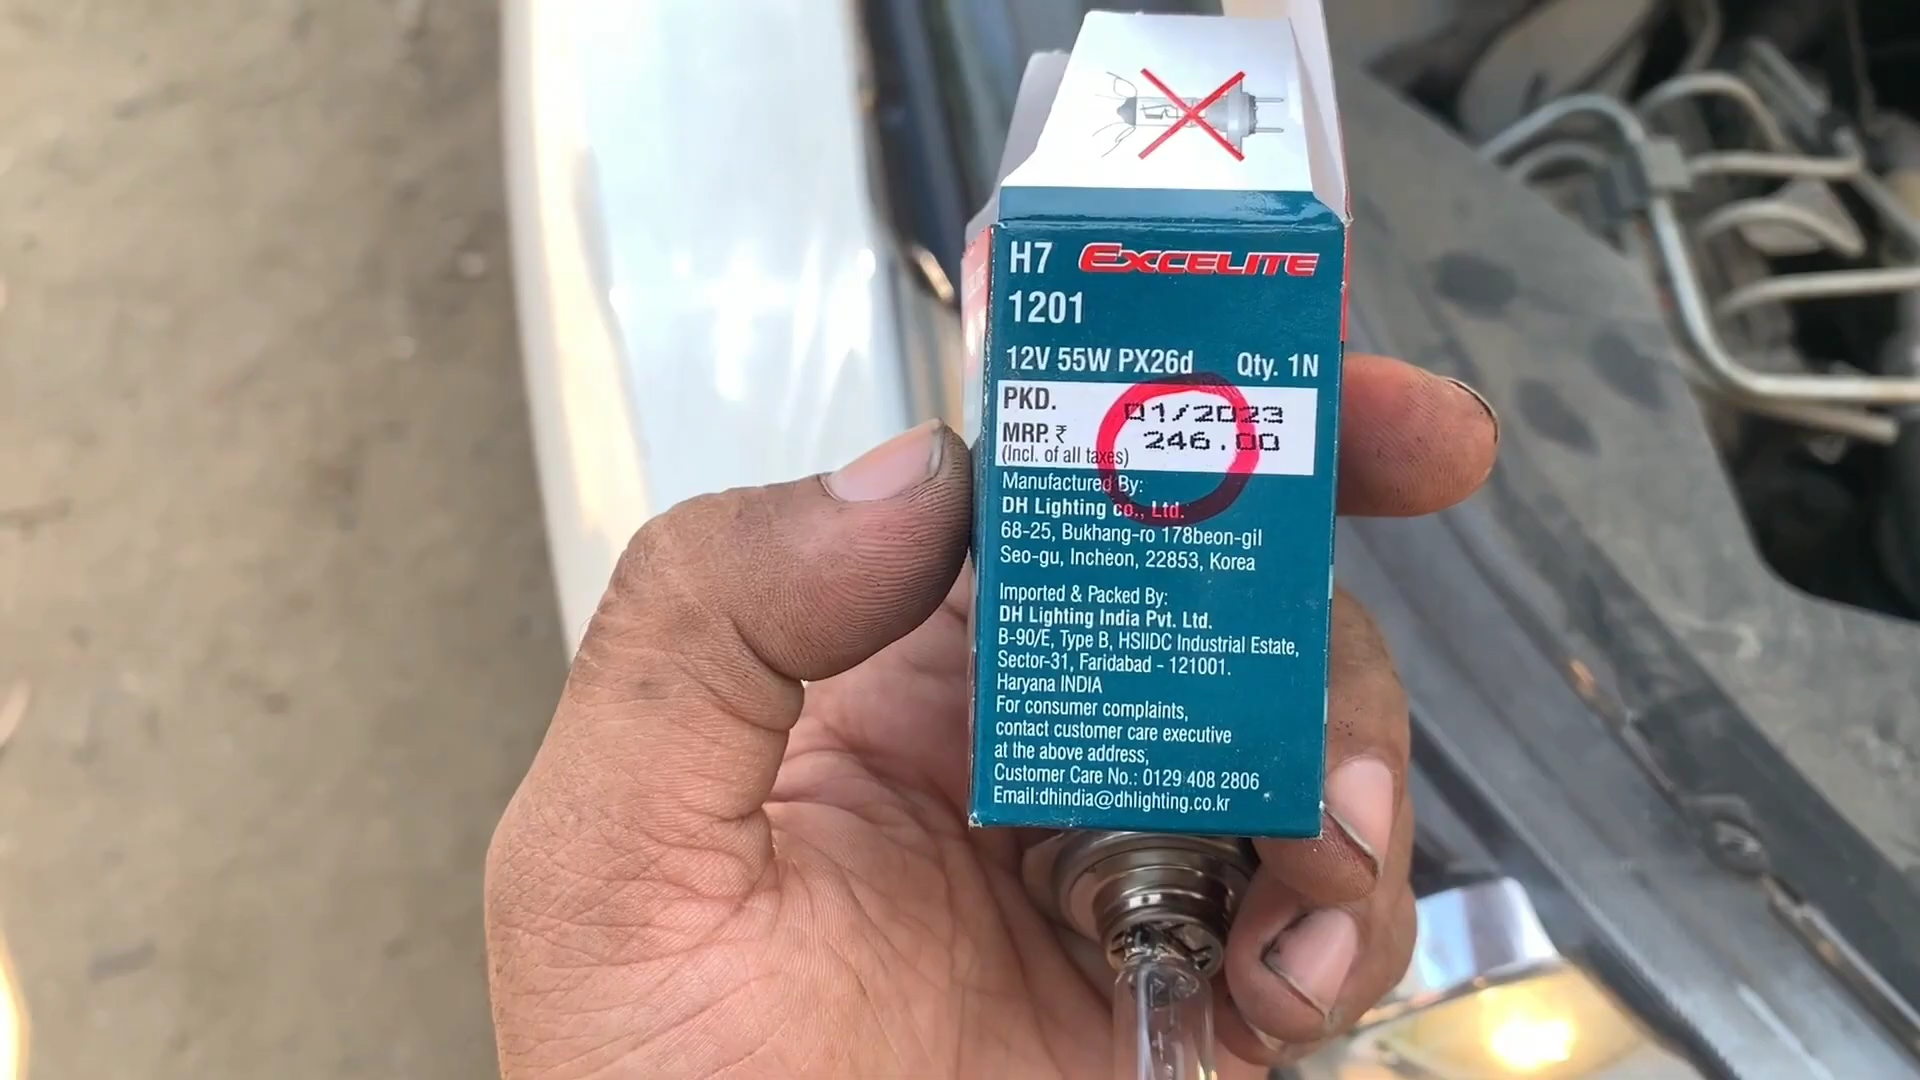 H7 EXCELITE
1201
12V 55W PX26d Qty. 1N
PKD. 01/2023
MRP. ₹ 246.00
(Incl. of all taxes)
Manufactured By:
DH Lighting co., Ltd.
68-25, Bukhang-ro 178beon-gil
Seo-gu, Incheon, 22853, Korea
Imported & Packed By:
DH Lighting India Pvt. Ltd.
B-90/E, Type B, HSIIDC Industrial Estate,
Sector-31, Faridabad - 121001.
Haryana INDIA
For consumer complaints,
contact customer care executive
at the above address,
Customer Care No.: 0129 408 2806
Email:dhindia@dhlighting.co.kr